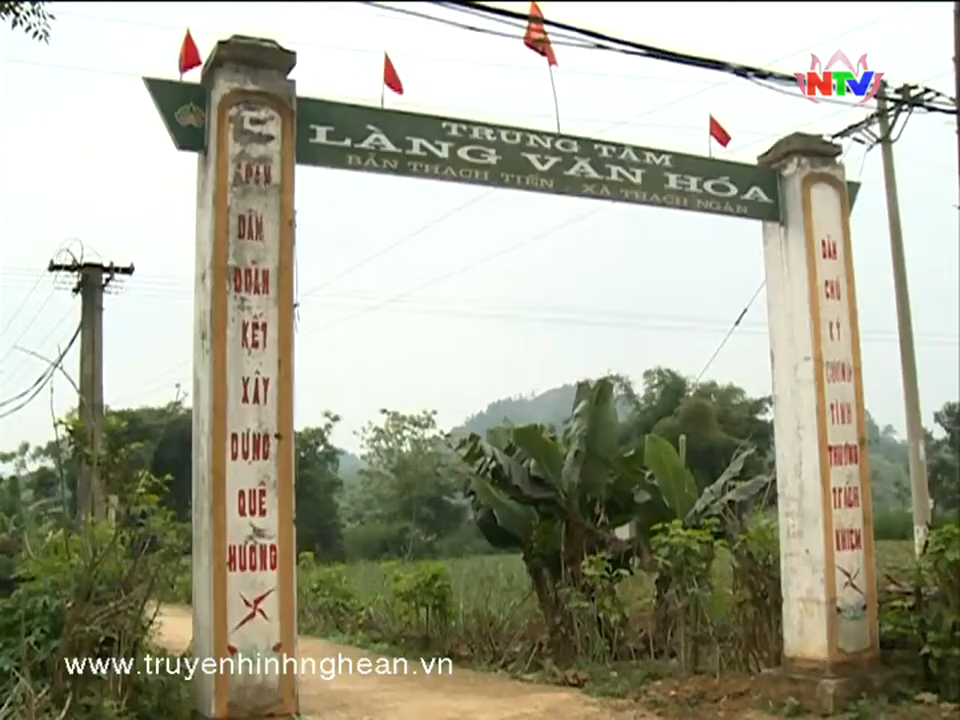 NTV
TRUNG TÂM
LÀNG VĂN HÓA
BẢN THẠCH TIẾN - XÃ THẠCH NGÀN
DÂN
ĐOÀN
KẾT
XÂY
DỰNG
QUÊ
HƯƠNG
DÂN
CHỦ
KỶ
CƯƠNG
TÌNH
THƯƠNG
TRÁCH
NHIỆM
www.truyenhinhnghean.vn